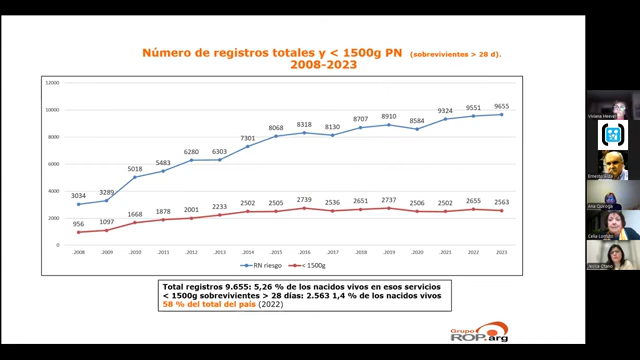 Número de registros totales y < 1500g PN (sobrevivientes > 28 d).
2008-2023
12000
10000
8000
6000
4000
2000
0
3034 3289 5018 5483 6280 6303 7301 8068 8318 8130 8707 8910 8584 9324 9551 9655
956 1097 1668 1878 2001 2233 2502 2505 2739 2536 2651 2737 2506 2502 2655 2563
.2008 .2009 .2010 .2011 .2012 .2013 .2014 .2015 .2016 .2017 .2018 .2019 .2020 .2021 .2022 .2023
RN riesgo < 1500g
Total registros 9.655: 5,26 % de los nacidos vivos en esos servicios
< 1500g sobrevivientes > 28 días: 2.563 1,4 % de los nacidos vivos
58 % del total del país (2022)
Grupo
ROP.arg
Ana Quiroga